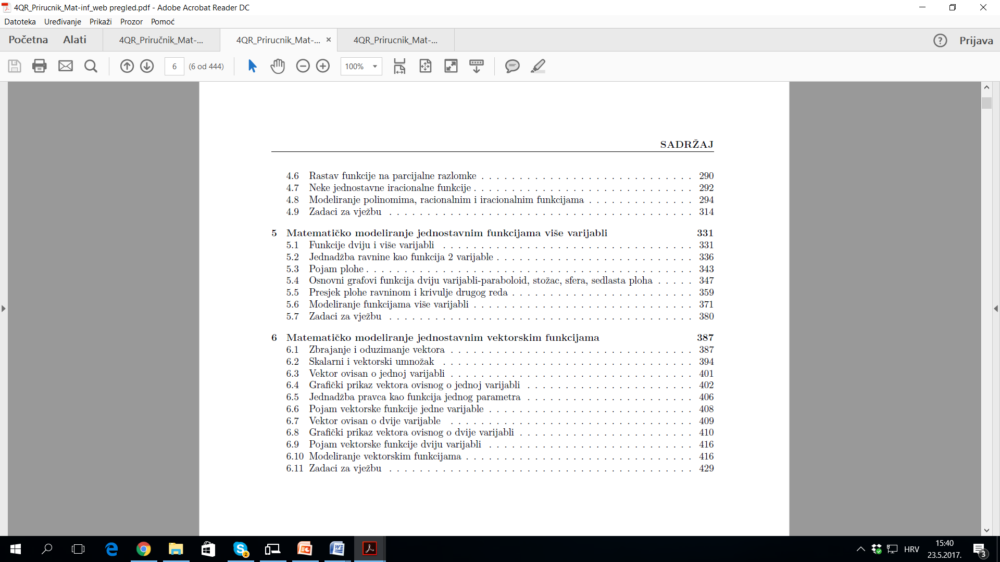 4QR_Prirucnik_Mat-inf_web pregled.pdf - Adobe Acrobat Reader DC
Datoteka Uređivanje Prikaži Prozor Pomoć
Početna Alati 4QR_Priručnik_Mat-... 4QR_Prirucnik_Mat-... × 4QR_Prirucnik_Mat-... ? Prijava
6 (6 od 444) 100%
SADRŽAJ
4.6 Rastav funkcije na parcijalne razlomke . . . . . . . . . . . . . . . . . . . . . . . . . . . . 290
4.7 Neke jednostavne iracionalne funkcije . . . . . . . . . . . . . . . . . . . . . . . . . . . . . 292
4.8 Modeliranje polinomima, racionalnim i iracionalnim funkcijama . . . . . . . . . . . . . . 294
4.9 Zadaci za vježbu . . . . . . . . . . . . . . . . . . . . . . . . . . . . . . . . . . . . . . . . 314
5 Matematičko modeliranje jednostavnim funkcijama više varijabli 331
5.1 Funkcije dviju i više varijabli . . . . . . . . . . . . . . . . . . . . . . . . . . . . . . . . . 331
5.2 Jednadžba ravnine kao funkcija 2 varijable . . . . . . . . . . . . . . . . . . . . . . . . . . 336
5.3 Pojam plohe . . . . . . . . . . . . . . . . . . . . . . . . . . . . . . . . . . . . . . . . . . . 343
5.4 Osnovni grafovi funkcija dviju varijabli-paraboloid, stožac, sfera, sedlasta ploha . . . . . 347
5.5 Presjek plohe ravninom i krivulje drugog reda . . . . . . . . . . . . . . . . . . . . . . . . 359
5.6 Modeliranje funkcijama više varijabli . . . . . . . . . . . . . . . . . . . . . . . . . . . . . 371
5.7 Zadaci za vježbu . . . . . . . . . . . . . . . . . . . . . . . . . . . . . . . . . . . . . . . . 380
6 Matematičko modeliranje jednostavnim vektorskim funkcijama 387
6.1 Zbrajanje i oduzimanje vektora . . . . . . . . . . . . . . . . . . . . . . . . . . . . . . . . 387
6.2 Skalarni i vektorski umnožak . . . . . . . . . . . . . . . . . . . . . . . . . . . . . . . . . 394
6.3 Vektor ovisan o jednoj varijabli . . . . . . . . . . . . . . . . . . . . . . . . . . . . . . . . 401
6.4 Grafički prikaz vektora ovisnog o jednoj varijabli . . . . . . . . . . . . . . . . . . . . . . 402
6.5 Jednadžba pravca kao funkcija jednog parametra . . . . . . . . . . . . . . . . . . . . . . 406
6.6 Pojam vektorske funkcije jedne varijable . . . . . . . . . . . . . . . . . . . . . . . . . . . 408
6.7 Vektor ovisan o dvije varijable . . . . . . . . . . . . . . . . . . . . . . . . . . . . . . . . 409
6.8 Grafički prikaz vektora ovisnog o dvije varijabli . . . . . . . . . . . . . . . . . . . . . . . 410
6.9 Pojam vektorske funkcije dviju varijabli . . . . . . . . . . . . . . . . . . . . . . . . . . . 416
6.10 Modeliranje vektorskim funkcijama . . . . . . . . . . . . . . . . . . . . . . . . . . . . . . 416
6.11 Zadaci za vježbu . . . . . . . . . . . . . . . . . . . . . . . . . . . . . . . . . . . . . . . . 429
2 HRV 15:40
23.5.2017. 3